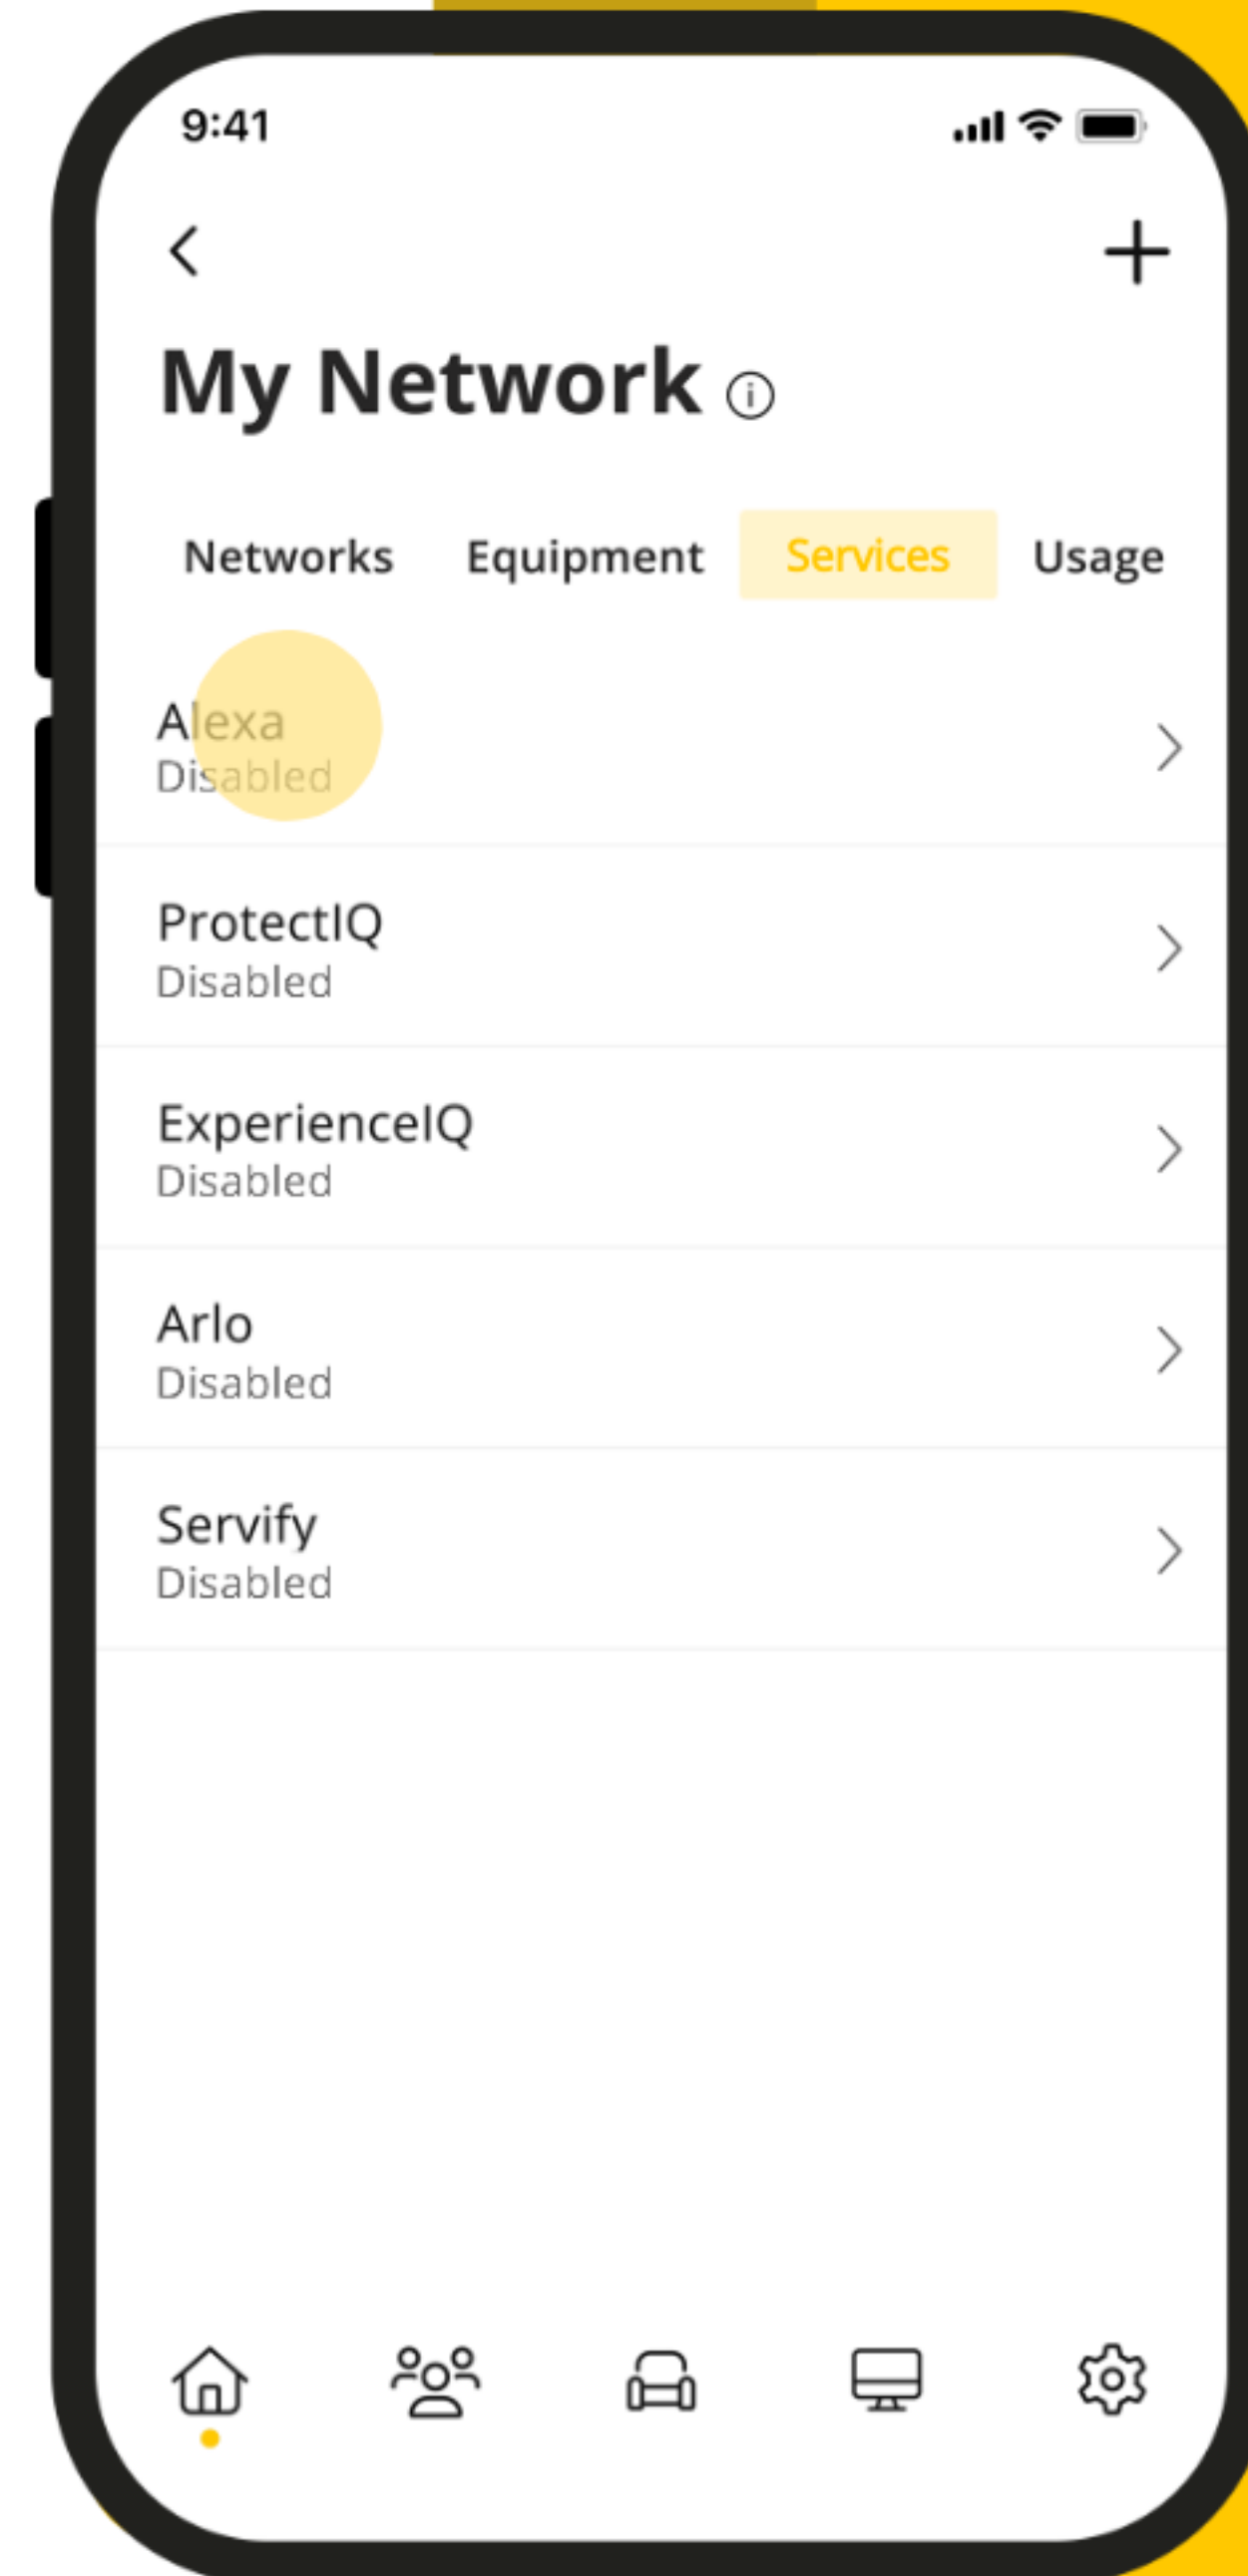 9:41
My Network
Networks Equipment Services Usage
Alexa
Disabled
ProtectIQ
Disabled
ExperienceIQ
Disabled
Arlo
Disabled
Servify
Disabled